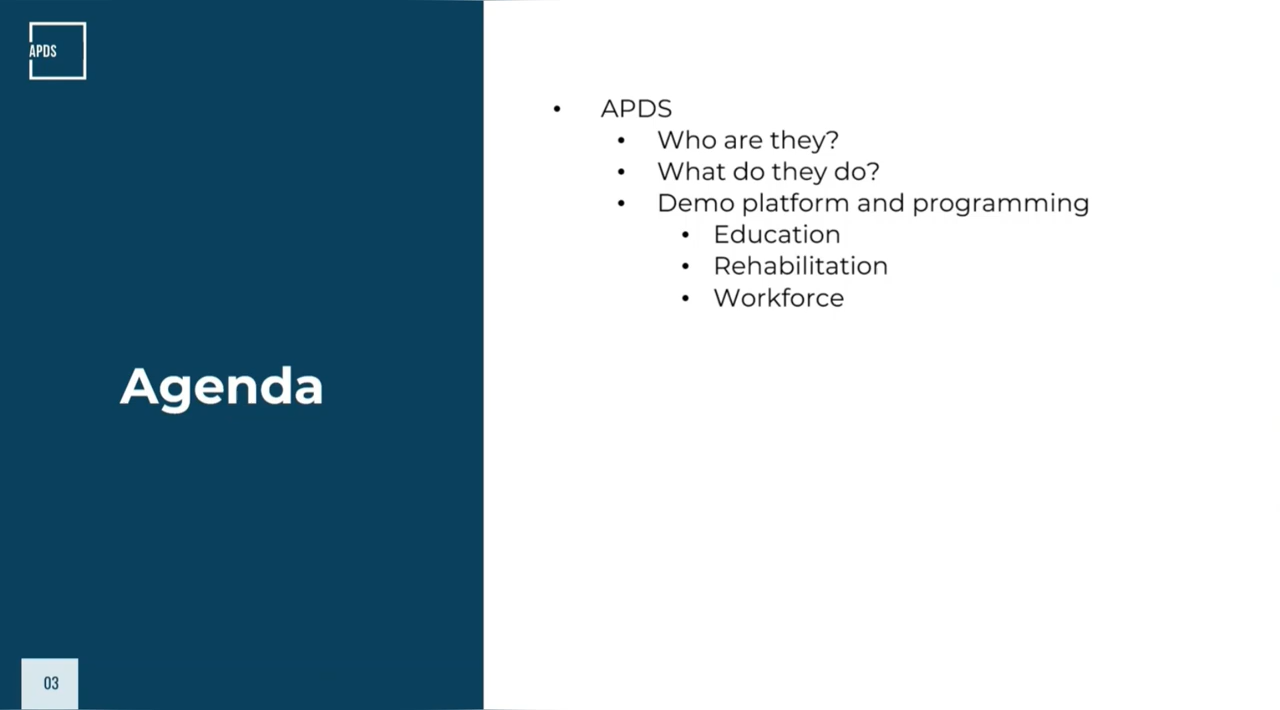 APDS
Agenda
03
• APDS
• Who are they?
• What do they do?
• Demo platform and programming
• Education
• Rehabilitation
• Workforce